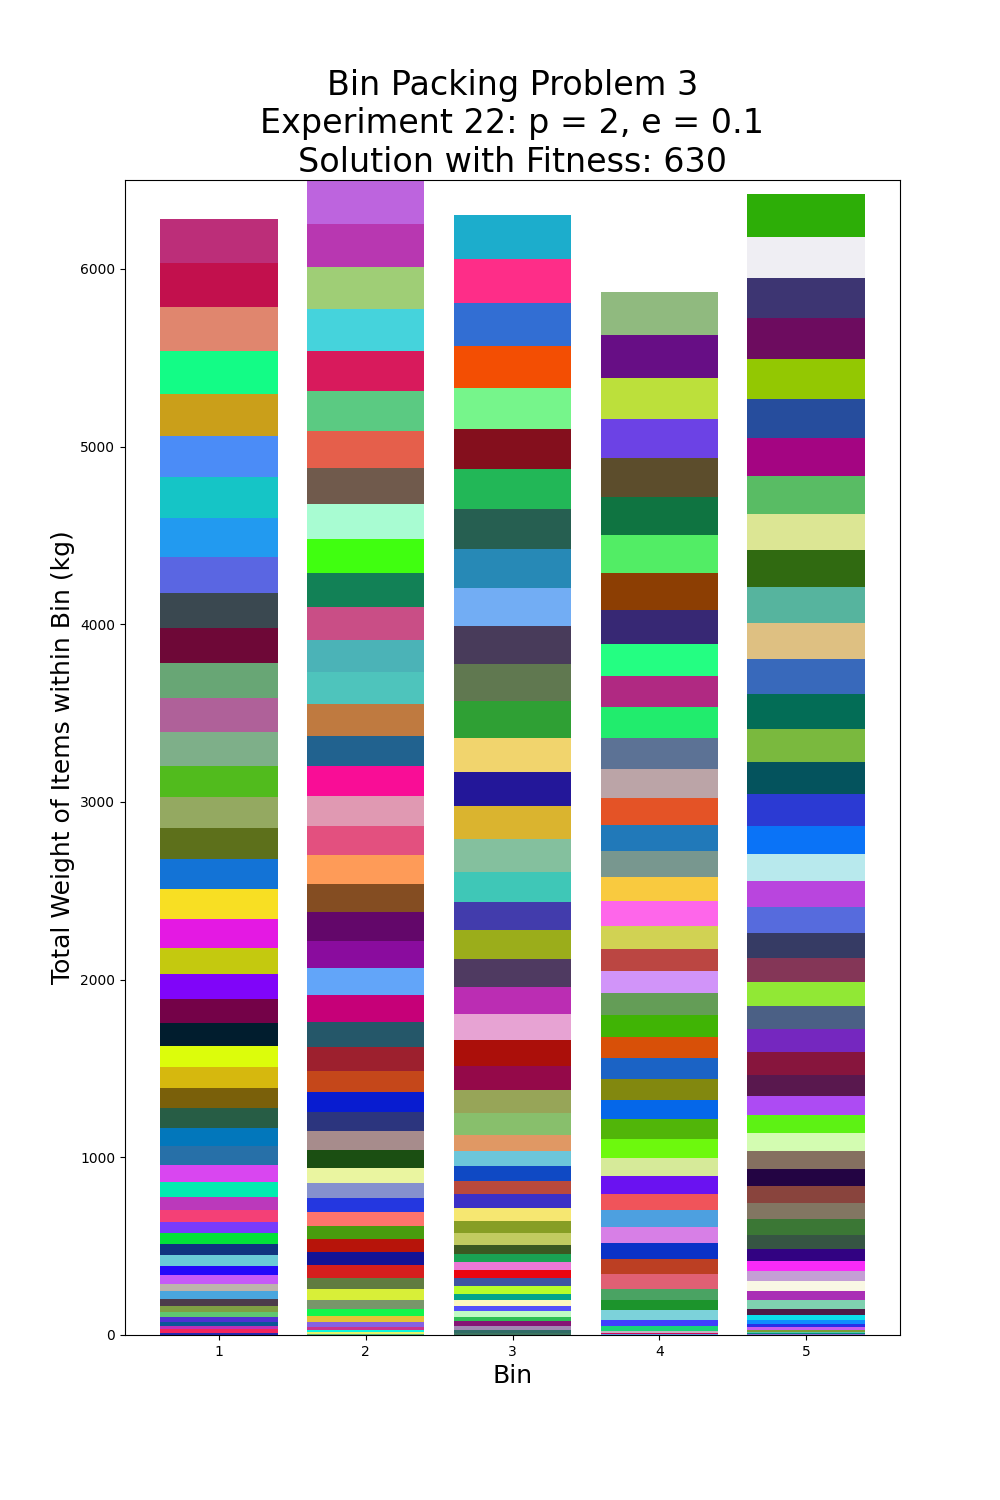 Bin Packing Problem 3
Experiment 22: p = 2, e = 0.1
Solution with Fitness: 630
Total Weight of Items within Bin (kg)
6000
5000
4000
3000
2000
1000
0
1 2 3 4 5
Bin